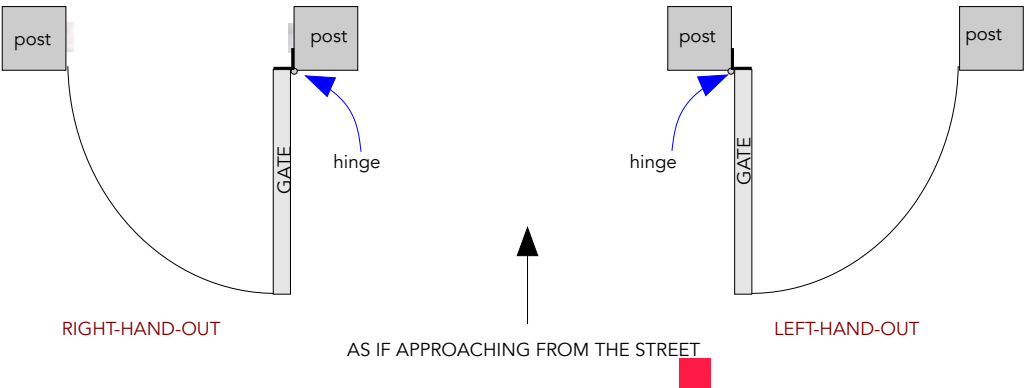 post
post
post
post
hinge
hinge
GATE
GATE
RIGHT-HAND-OUT
LEFT-HAND-OUT
AS IF APPROACHING FROM THE STREET